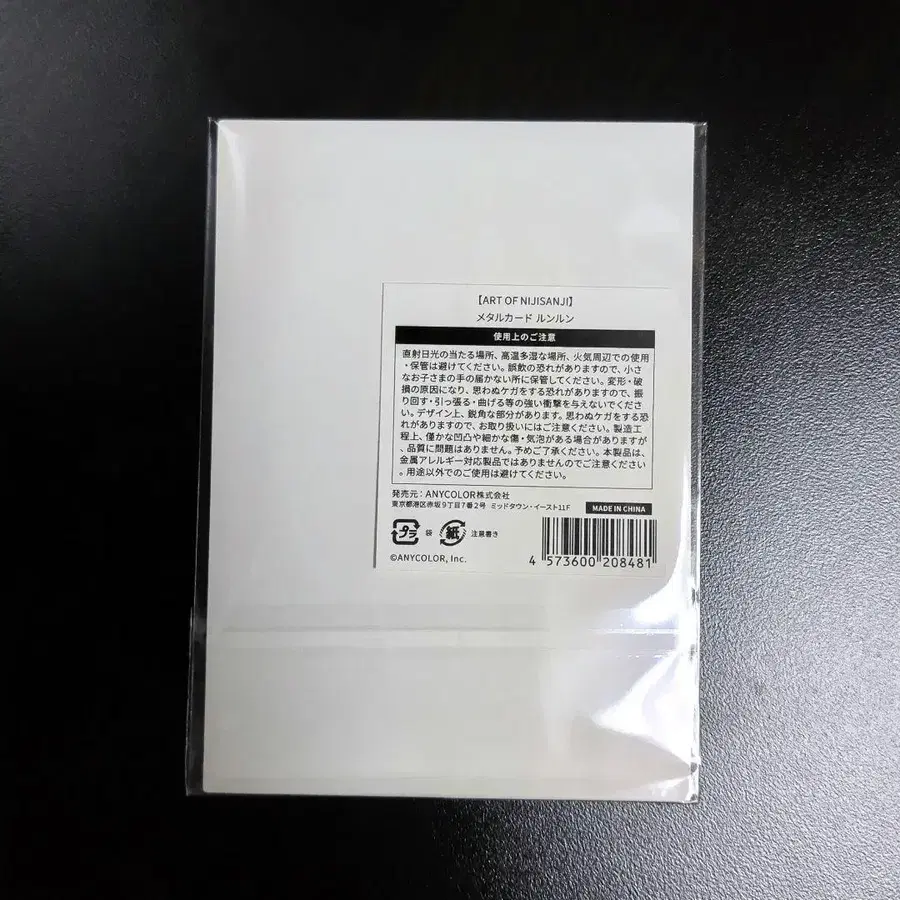 【ART OF NIJISANJI】
メタルカード ルンルン
使用上のご注意
直射日光の当たる場所、高温多湿な場所、火気周辺での使用
・保管は避けてください。誤飲の恐れがありますので、小さ
なお子さまの手の届かない所に保管してください。変形・破
損の原因になり、思わぬケガをする恐れがありますので、振
り回す・引っ張る・曲げる等の強い衝撃を与えないでくださ
い。デザイン上、鋭角な部分があります。思わぬケガをする恐
れがありますので、お取り扱いにはご注意ください。製造工
程上、僅かな凹凸や細かな傷・気泡がある場合がありますが
、品質に問題はありません。予めご了承ください。本製品は、
金属アレルギー対応製品ではありませんのでご注意ください
。用途以外でのご使用は避けてください。
発売元：ANYCOLOR株式会社
東京都港区赤坂9丁目7番2号 ミッドタウン・イースト11F
MADE IN CHINA
プラ 袋 紙 注意書き
©ANYCOLOR, Inc.
4 573600 208481